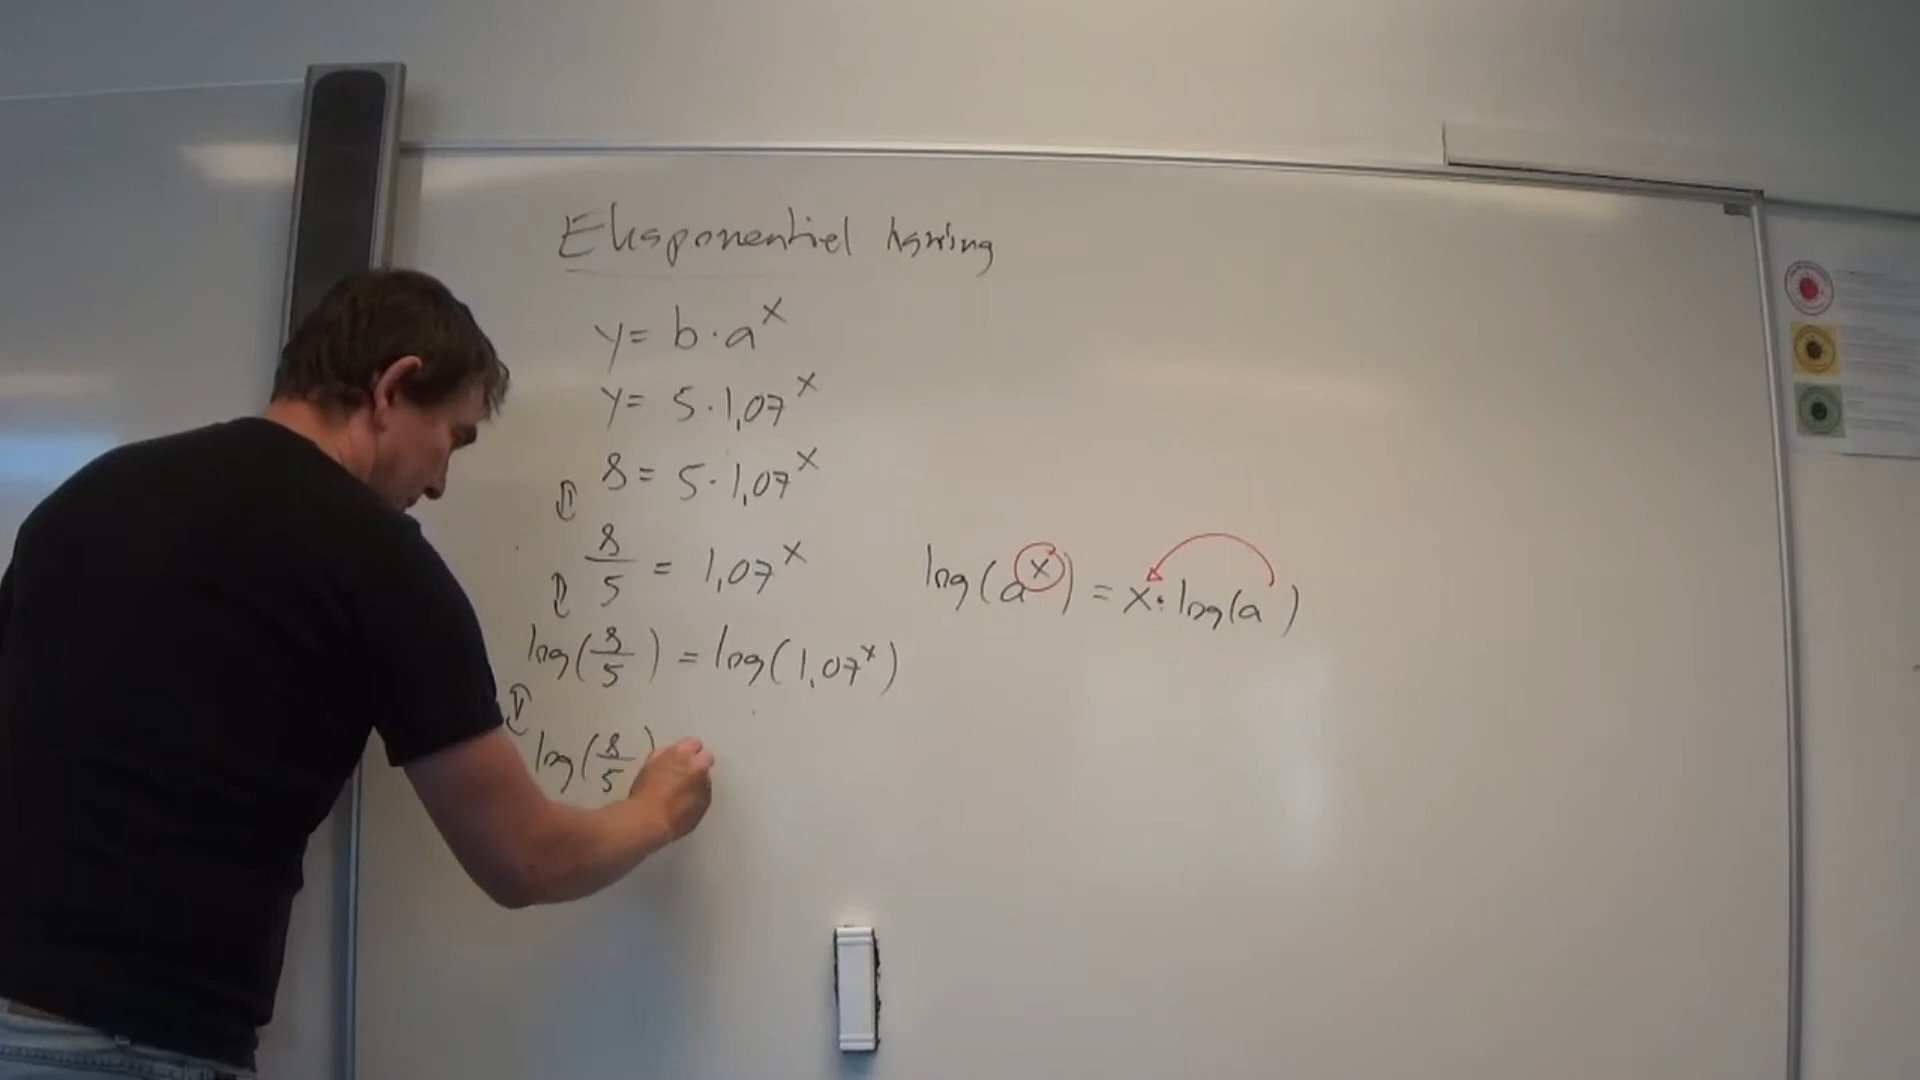 Eksponentiel ligning
y = b · a^x
y = 5 · 1,07^x
8 = 5 · 1,07^x
⇕
8/5 = 1,07^x
⇕
log(8/5) = log(1,07^x)
⇕
log(8/5)
log(a^x) = x · log(a)